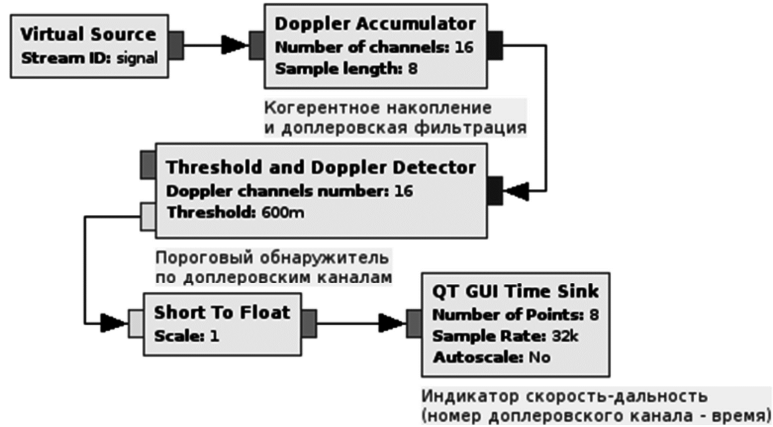 Virtual Source
Stream ID: signal
Doppler Accumulator
Number of channels: 16
Sample length: 8
Когерентное накопление
и доплеровская фильтрация
Threshold and Doppler Detector
Doppler channels number: 16
Threshold: 600m
Пороговый обнаружитель
по доплеровским каналам
Short To Float
Scale: 1
QT GUI Time Sink
Number of Points: 8
Sample Rate: 32k
Autoscale: No
Индикатор скорость-дальность
(номер доплеровского канала - время)